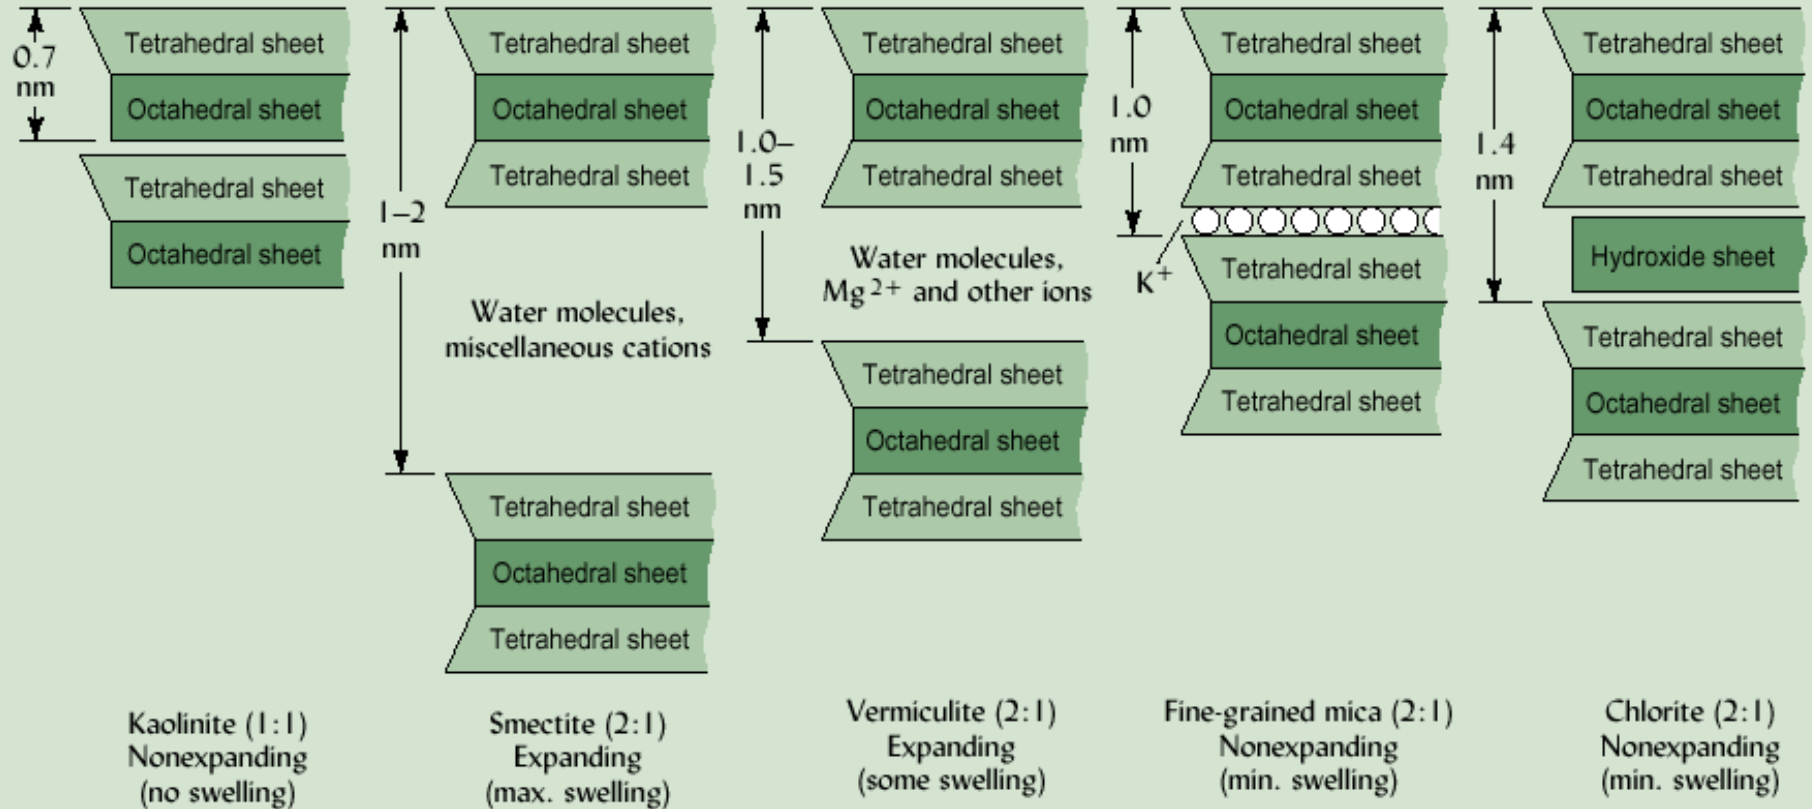 0.7
nm
Tetrahedral sheet
Octahedral sheet
Tetrahedral sheet
Octahedral sheet
Kaolinite (1:1)
Nonexpanding
(no swelling)
1–2
nm
Tetrahedral sheet
Octahedral sheet
Tetrahedral sheet
Water molecules,
miscellaneous cations
Tetrahedral sheet
Octahedral sheet
Tetrahedral sheet
Smectite (2:1)
Expanding
(max. swelling)
1.0–
1.5
nm
Tetrahedral sheet
Octahedral sheet
Tetrahedral sheet
Water molecules,
Mg2+ and other ions
Tetrahedral sheet
Octahedral sheet
Tetrahedral sheet
Vermiculite (2:1)
Expanding
(some swelling)
1.0
nm
Tetrahedral sheet
Octahedral sheet
Tetrahedral sheet
K+
Tetrahedral sheet
Octahedral sheet
Tetrahedral sheet
Fine-grained mica (2:1)
Nonexpanding
(min. swelling)
1.4
nm
Tetrahedral sheet
Octahedral sheet
Tetrahedral sheet
Hydroxide sheet
Tetrahedral sheet
Octahedral sheet
Tetrahedral sheet
Chlorite (2:1)
Nonexpanding
(min. swelling)